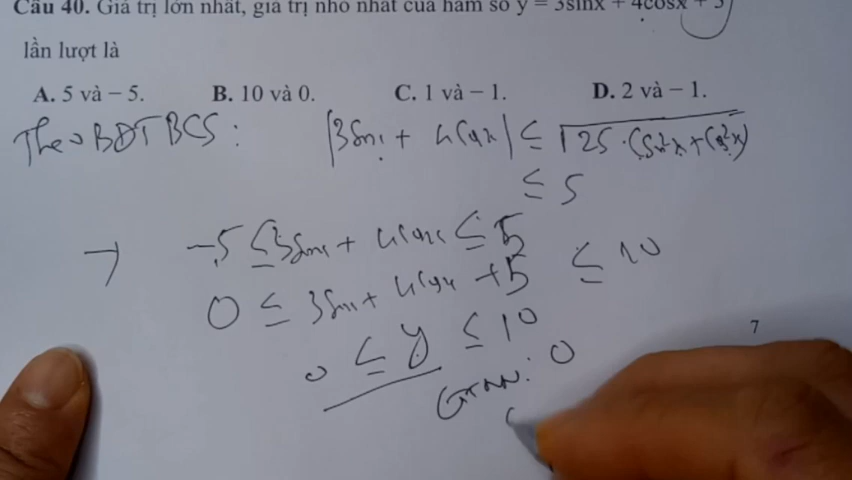 Câu 40. Giá trị lớn nhất, giá trị nhỏ nhất của hàm số y = 3sinx + 4cosx + 5
lần lượt là
A. 5 và – 5. B. 10 và 0. C. 1 và – 1. D. 2 và – 1.
Theo BĐT BCS : |3sinx + 4cosx| ≤ √25.(sin²x + cos²x)
≤ 5
→ -5 ≤ 3sinx + 4cosx ≤ 5
0 ≤ 3sinx + 4cosx + 5 ≤ 10
0 ≤ y ≤ 10
7
GTNN: 0